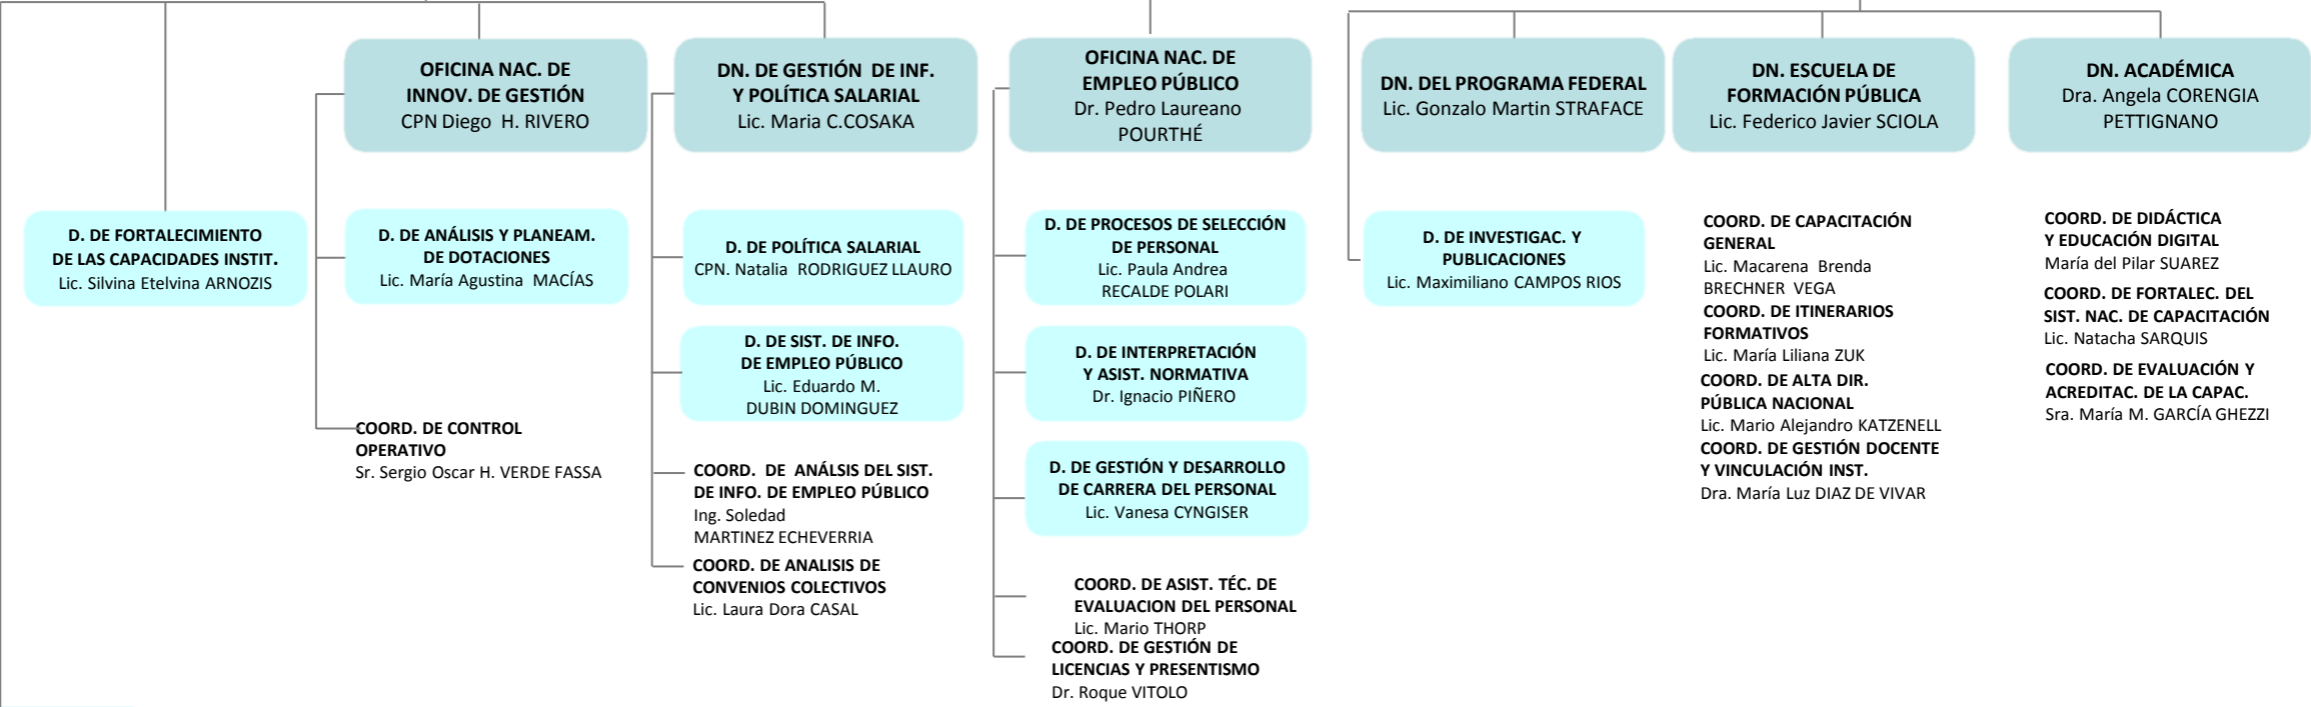 OFICINA NAC. DE
INNOV. DE GESTIÓN
CPN Diego H. RIVERO
DN. DE GESTIÓN DE INF.
Y POLÍTICA SALARIAL
Lic. Maria C.COSAKA
OFICINA NAC. DE
EMPLEO PÚBLICO
Dr. Pedro Laureano
POURTHÉ
DN. DEL PROGRAMA FEDERAL
Lic. Gonzalo Martin STRAFACE
DN. ESCUELA DE
FORMACIÓN PÚBLICA
Lic. Federico Javier SCIOLA
DN. ACADÉMICA
Dra. Angela CORENGIA
PETTIGNANO
D. DE FORTALECIMIENTO
DE LAS CAPACIDADES INSTIT.
Lic. Silvina Etelvina ARNOZIS
D. DE ANÁLISIS Y PLANEAM.
DE DOTACIONES
Lic. María Agustina MACÍAS
COORD. DE CONTROL
OPERATIVO
Sr. Sergio Oscar H. VERDE FASSA
D. DE POLÍTICA SALARIAL
CPN. Natalia RODRIGUEZ LLAURO
D. DE SIST. DE INFO.
DE EMPLEO PÚBLICO
Lic. Eduardo M.
DUBIN DOMINGUEZ
COORD. DE ANÁLSIS DEL SIST.
DE INFO. DE EMPLEO PÚBLICO
Ing. Soledad
MARTINEZ ECHEVERRIA
COORD. DE ANALISIS DE
CONVENIOS COLECTIVOS
Lic. Laura Dora CASAL
D. DE PROCESOS DE SELECCIÓN
DE PERSONAL
Lic. Paula Andrea
RECALDE POLARI
D. DE INTERPRETACIÓN
Y ASIST. NORMATIVA
Dr. Ignacio PIÑERO
D. DE GESTIÓN Y DESARROLLO
DE CARRERA DEL PERSONAL
Lic. Vanesa CYNGISER
COORD. DE ASIST. TÉC. DE
EVALUACION DEL PERSONAL
Lic. Mario THORP
COORD. DE GESTIÓN DE
LICENCIAS Y PRESENTISMO
Dr. Roque VITOLO
D. DE INVESTIGAC. Y
PUBLICACIONES
Lic. Maximiliano CAMPOS RIOS
COORD. DE CAPACITACIÓN
GENERAL
Lic. Macarena Brenda
BRECHNER VEGA
COORD. DE ITINERARIOS
FORMATIVOS
Lic. María Liliana ZUK
COORD. DE ALTA DIR.
PÚBLICA NACIONAL
Lic. Mario Alejandro KATZENELL
COORD. DE GESTIÓN DOCENTE
Y VINCULACIÓN INST.
Dra. María Luz DIAZ DE VIVAR
COORD. DE DIDÁCTICA
Y EDUCACIÓN DIGITAL
María del Pilar SUAREZ
COORD. DE FORTALEC. DEL
SIST. NAC. DE CAPACITACIÓN
Lic. Natacha SARQUIS
COORD. DE EVALUACIÓN Y
ACREDITAC. DE LA CAPAC.
Sra. María M. GARCÍA GHEZZI